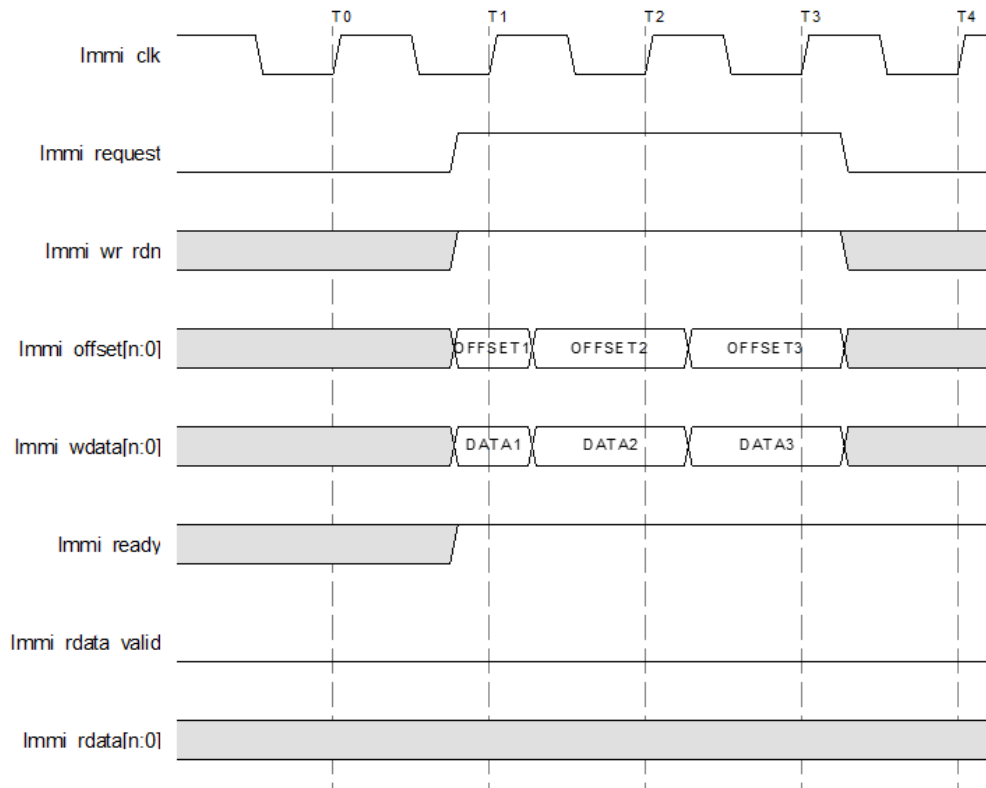 T0 T1 T2 T3 T4
lmmi clk
lmmi request
lmmi wr rdn
lmmi offset[n:0] OFFSET1 OFFSET2 OFFSET3
lmmi wdata[n:0] DATA1 DATA2 DATA3
lmmi ready
lmmi rdata valid
lmmi rdata[n:0]